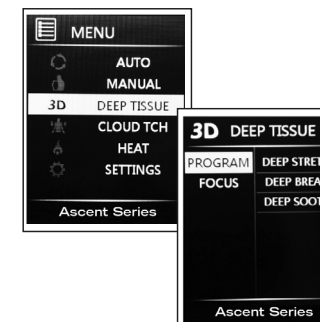 MENU
AUTO
MANUAL
3D DEEP TISSUE
CLOUD TCH
HEAT
SETTINGS
Ascent Series
3D DEEP TISSUE
PROGRAM DEEP STRET
FOCUS DEEP BREA
DEEP SOOT
Ascent Series